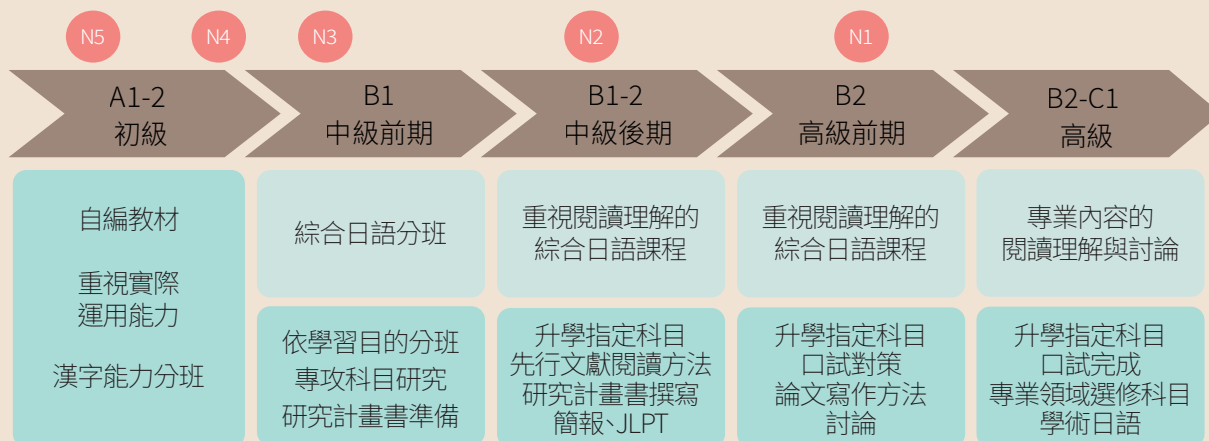 N5
N4
N3
N2
N1
A1-2
初級
B1
中級前期
B1-2
中級後期
B2
高級前期
B2-C1
高級
自編教材
重視實際
運用能力
漢字能力分班
綜合日語分班
依學習目的分班
專攻科目研究
研究計畫書準備
重視閱讀理解的
綜合日語課程
升學指定科目
先行文獻閱讀方法
研究計畫書撰寫
簡報、JLPT
重視閱讀理解的
綜合日語課程
升學指定科目
口試對策
論文寫作方法
討論
專業內容的
閱讀理解與討論
升學指定科目
口試完成
專業領域選修科目
學術日語